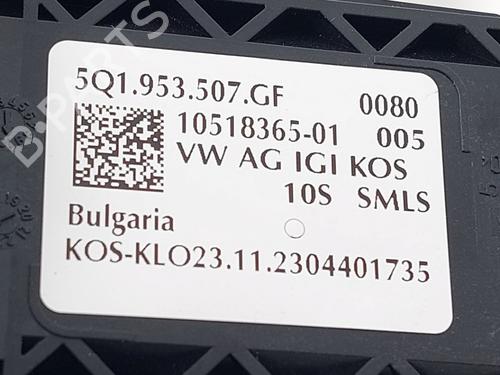 5Q1.953.507.GF 0080
10518365-01 005
VW AG IGI KOS
10S SMLS
Bulgaria
KOS-KLO23.11.2304401735
B-PARTS